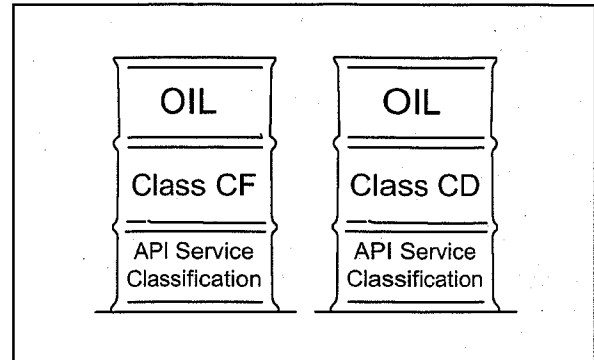 OIL
Class CF
API Service
Classification
OIL
Class CD
API Service
Classification